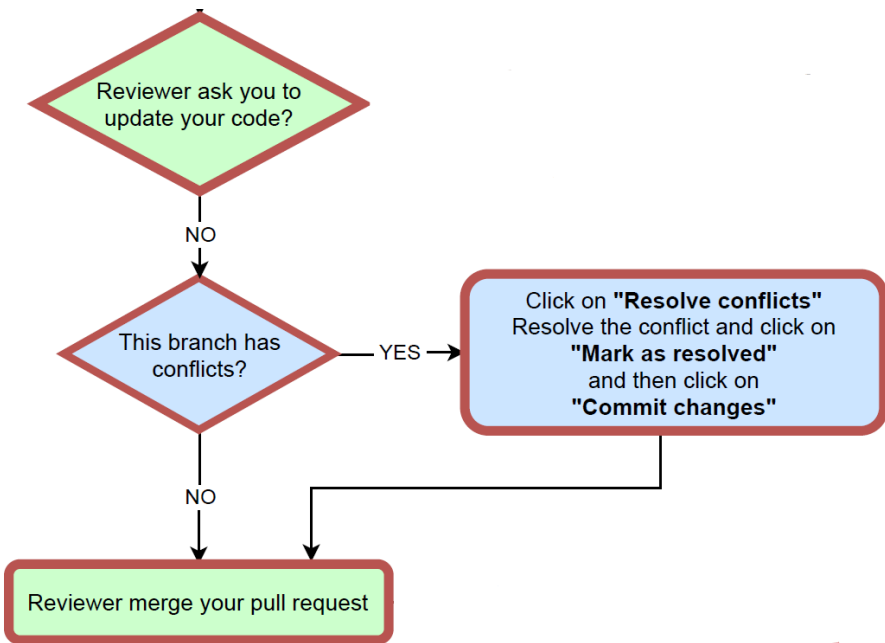 Reviewer ask you to
update your code?
NO
This branch has
conflicts?
YES
Click on "Resolve conflicts"
Resolve the conflict and click on
"Mark as resolved"
and then click on
"Commit changes"
NO
Reviewer merge your pull request